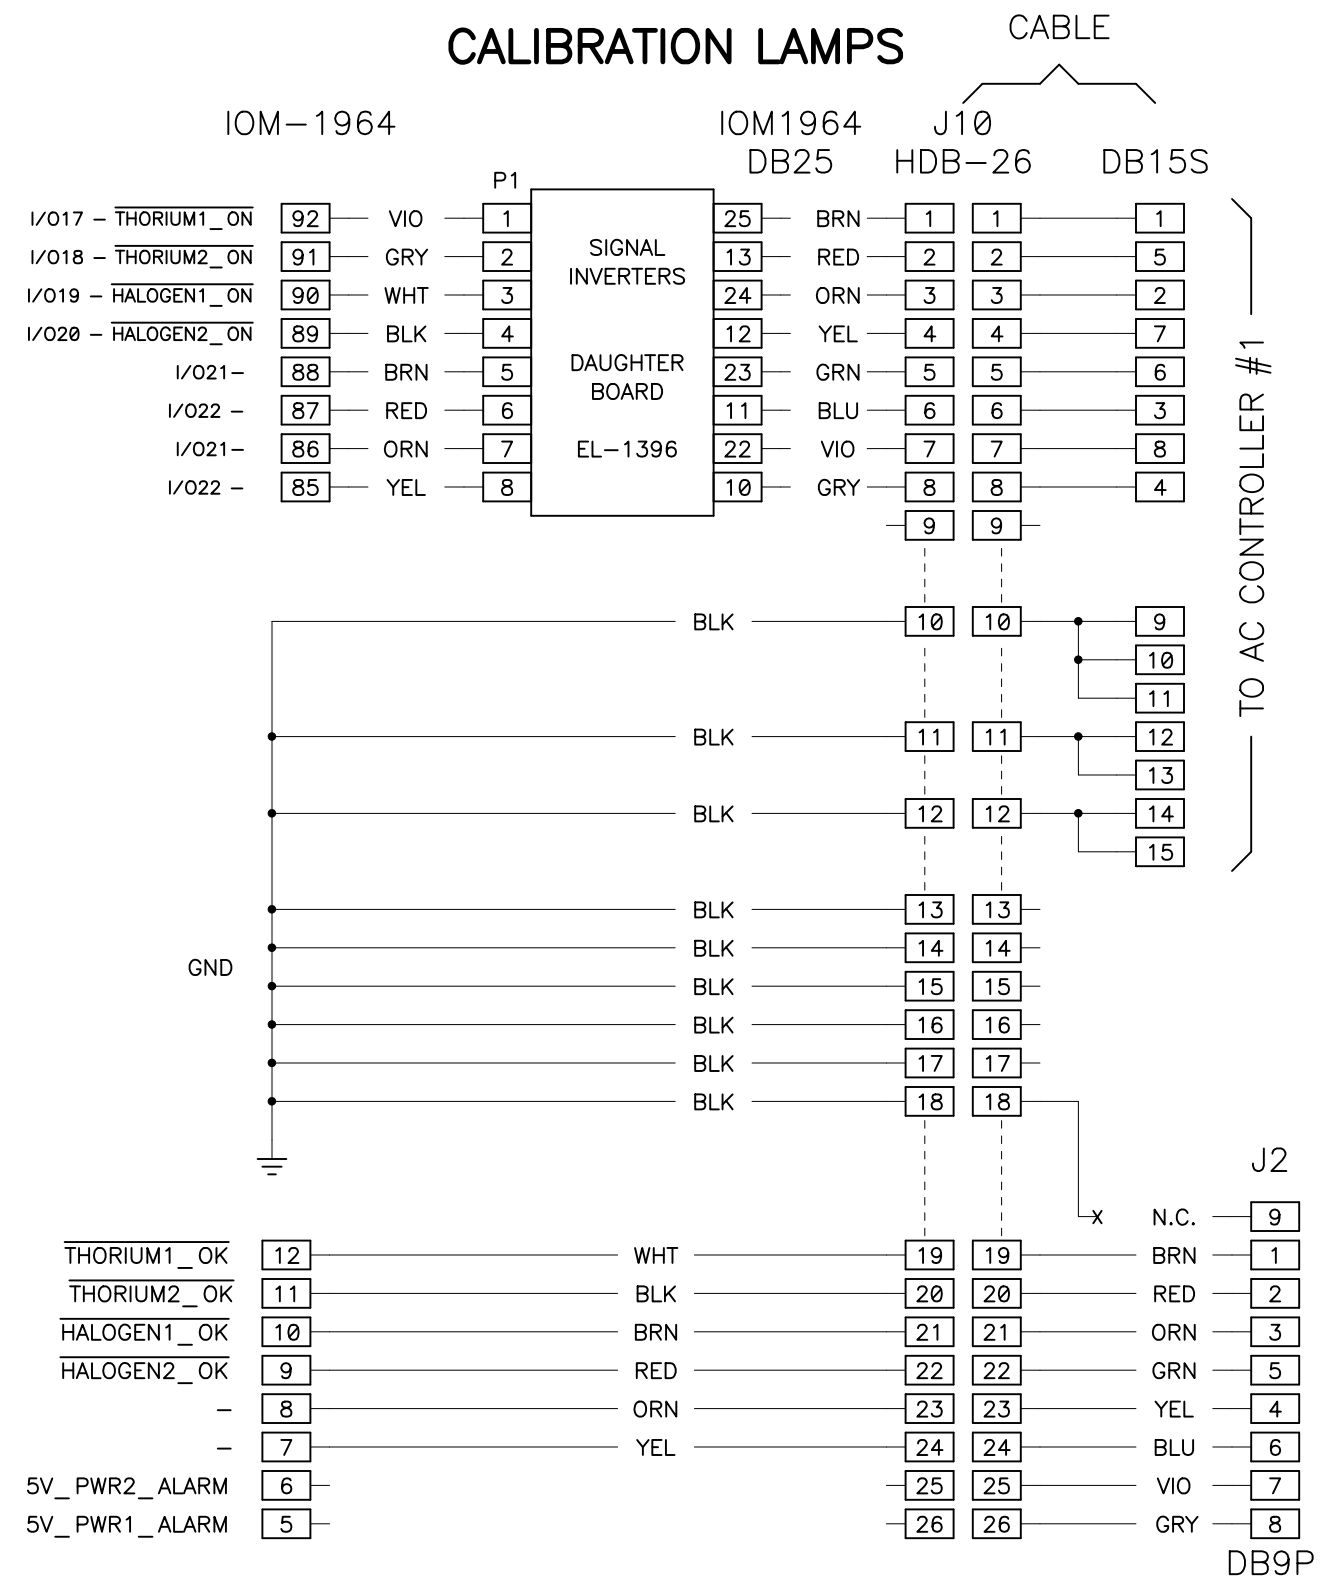 CABLE
CALIBRATION LAMPS
IOM-1964 IOM1964 J10
DB25 HDB-26 DB15S
P1
I/O17 - THORIUM1_ON 92 VIO 1 25 BRN 1 1 1
I/O18 - THORIUM2_ON 91 GRY 2 SIGNAL INVERTERS 13 RED 2 2 5
I/O19 - HALOGEN1_ON 90 WHT 3 24 ORN 3 3 2
I/O20 - HALOGEN2_ON 89 BLK 4 12 YEL 4 4 7
I/O21- 88 BRN 5 DAUGHTER BOARD 23 GRN 5 5 6
I/O22 - 87 RED 6 11 BLU 6 6 3
I/O21- 86 ORN 7 EL-1396 22 VIO 7 7 8
I/O22 - 85 YEL 8 10 GRY 8 8 4
9 9
TO AC CONTROLLER #1
BLK 10 10 9
10
11
BLK 11 11 12
13
BLK 12 12 14
15
BLK 13 13
BLK 14 14
GND
BLK 15 15
BLK 16 16
BLK 17 17
BLK 18 18
J2
X N.C. 9
THORIUM1_OK 12 WHT 19 19 BRN 1
THORIUM2_OK 11 BLK 20 20 RED 2
HALOGEN1_OK 10 BRN 21 21 ORN 3
HALOGEN2_OK 9 RED 22 22 GRN 5
- 8 ORN 23 23 YEL 4
- 7 YEL 24 24 BLU 6
5V_PWR2_ALARM 6 25 25 VIO 7
5V_PWR1_ALARM 5 26 26 GRY 8
DB9P